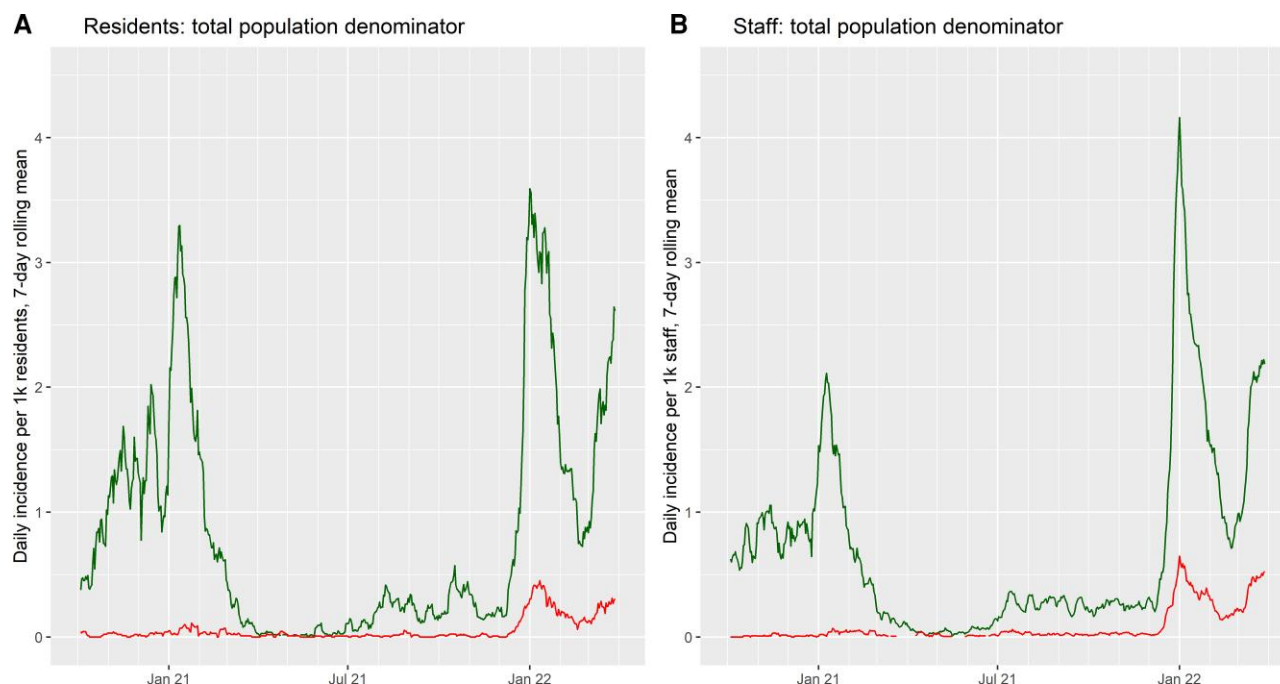 A Residents: total population denominator
Daily incidence per 1k residents, 7-day rolling mean
4
3
2
1
0
Jan 21 Jul 21 Jan 22
B Staff: total population denominator
Daily incidence per 1k staff, 7-day rolling mean
4
3
2
1
0
Jan 21 Jul 21 Jan 22